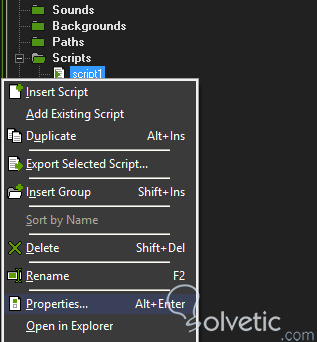 Sounds
Backgrounds
Paths
Scripts
script1
Insert Script
Add Existing Script
Duplicate Alt+Ins
Export Selected Script...
Insert Group Shift+Ins
Sort by Name
Delete Shift+Del
Rename F2
Properties... Alt+Enter
Open in Explorer
Solvetic.com